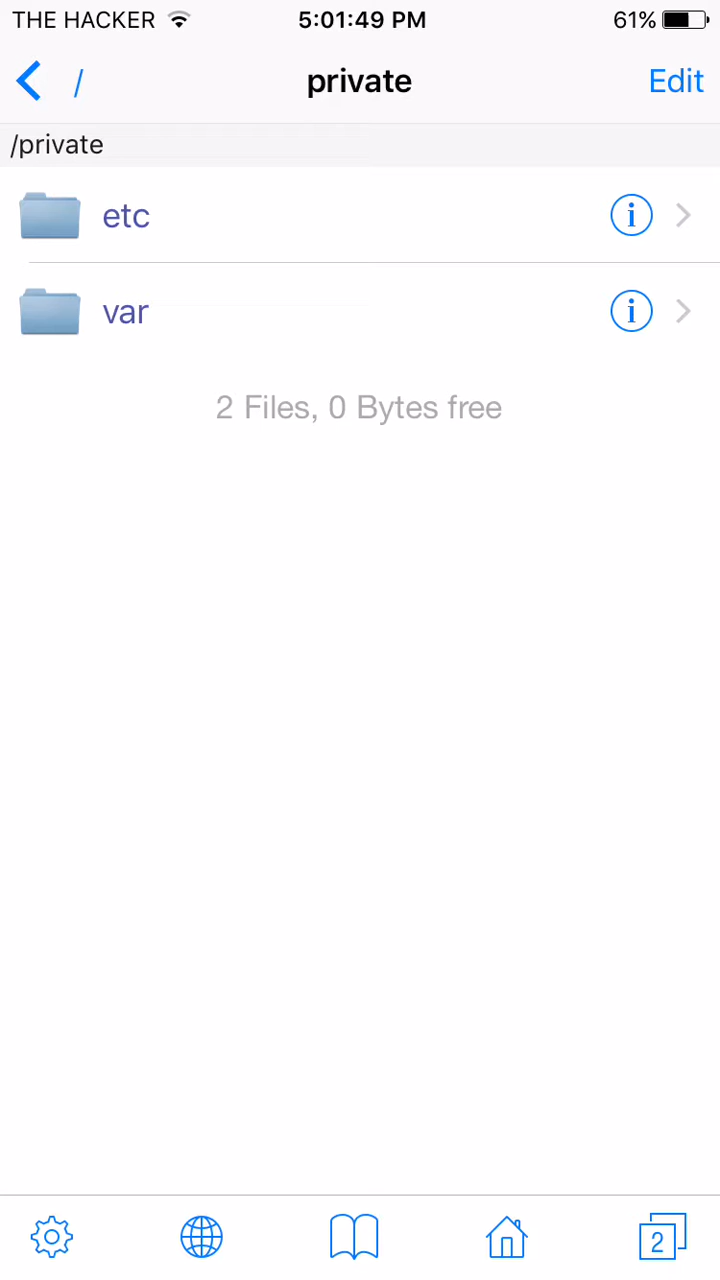 THE HACKER 5:01:49 PM 61%
/ private Edit
/private
etc i
var i
2 Files, 0 Bytes free
2